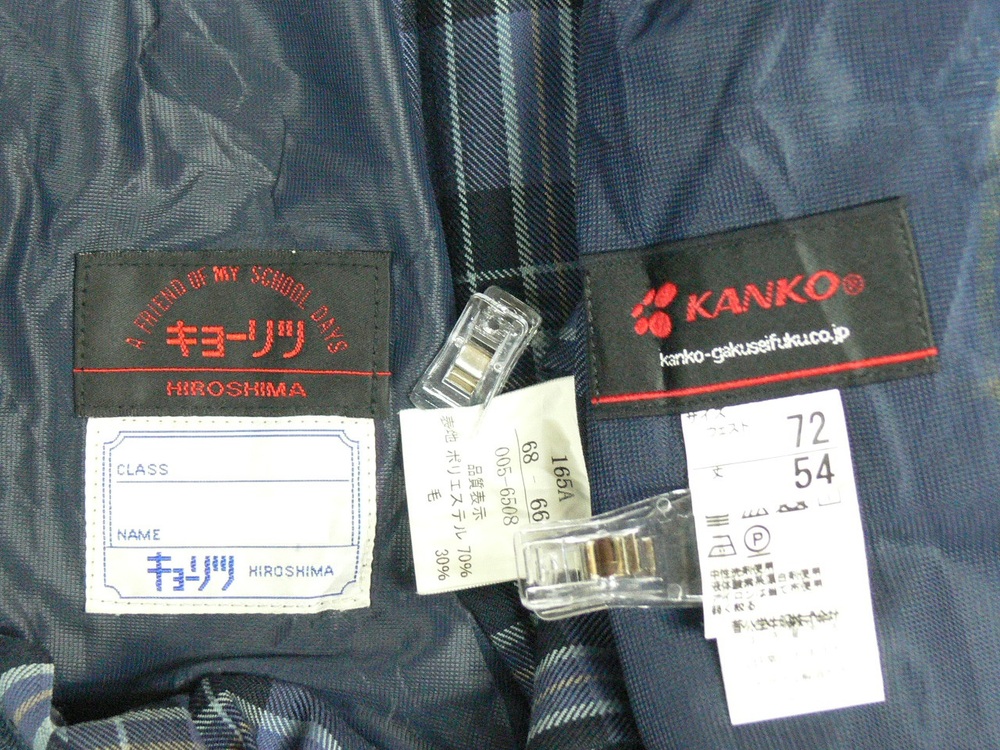 A FRIEND OF MY SCHOOL DAYS
キョーリツ
HIROSHIMA
CLASS
NAME
キョーリツ HIROSHIMA
165A
68 - 66
005-6508
品質表示
表地 ポリエステル 70%
毛 30%
KANKO®
kanko-gakuseifuku.co.jp
サイズ
ウェスト 72
丈 54
P